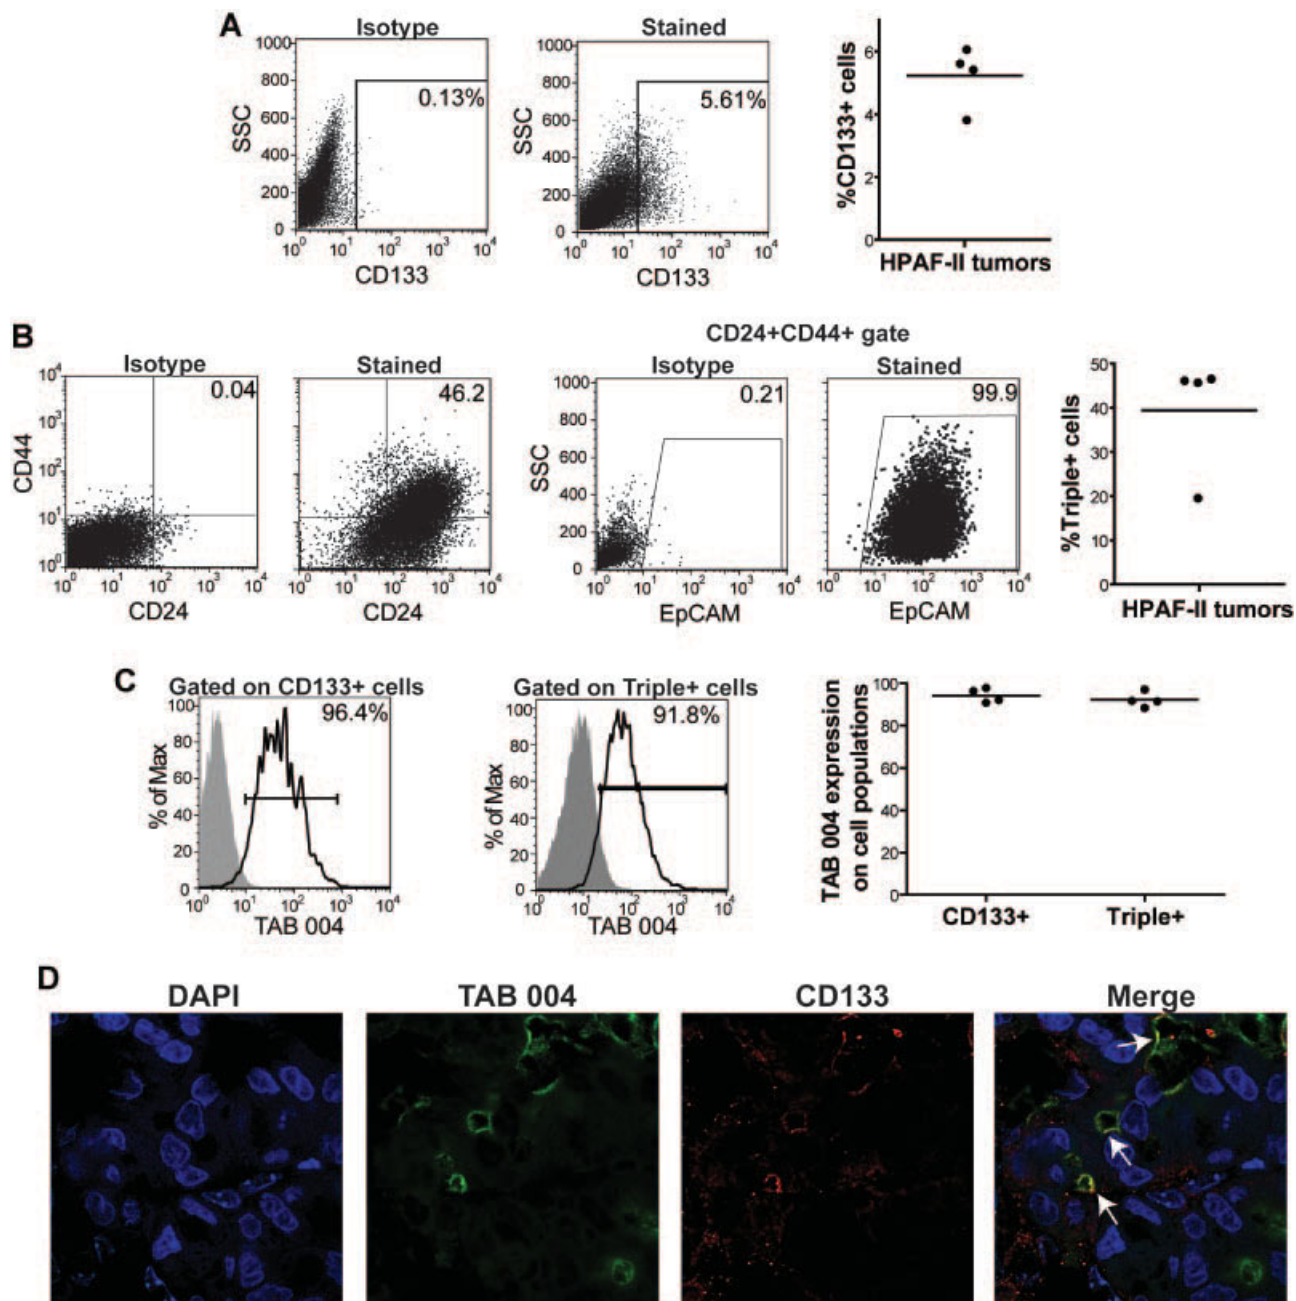 A
Isotype
Stained
1000
800
600
400
200
0
SSC
0.13%
10^0 10^1 10^2 10^3 10^4
CD133
1000
800
600
400
200
0
SSC
5.61%
10^0 10^1 10^2 10^3 10^4
CD133
%CD133+ cells
6
4
2
0
HPAF-II tumors
B
CD24+CD44+ gate
Isotype
Stained
Isotype
Stained
10^4
10^3
10^2
10^1
10^0
CD44
0.04
10^0 10^1 10^2 10^3 10^4
CD24
46.2
10^0 10^1 10^2 10^3 10^4
CD24
1000
800
600
400
200
0
SSC
0.21
10^0 10^1 10^2 10^3 10^4
EpCAM
99.9
10^0 10^1 10^2 10^3 10^4
EpCAM
%Triple+ cells
50
40
30
20
10
0
HPAF-II tumors
C
Gated on CD133+ cells
96.4%
% of Max
100
80
60
40
20
0
10^0 10^1 10^2 10^3 10^4
TAB 004
Gated on Triple+ cells
91.8%
% of Max
100
80
60
40
20
0
10^0 10^1 10^2 10^3 10^4
TAB 004
TAB 004 expression
on cell populations
100
80
60
40
20
0
CD133+
Triple+
D
DAPI
TAB 004
CD133
Merge